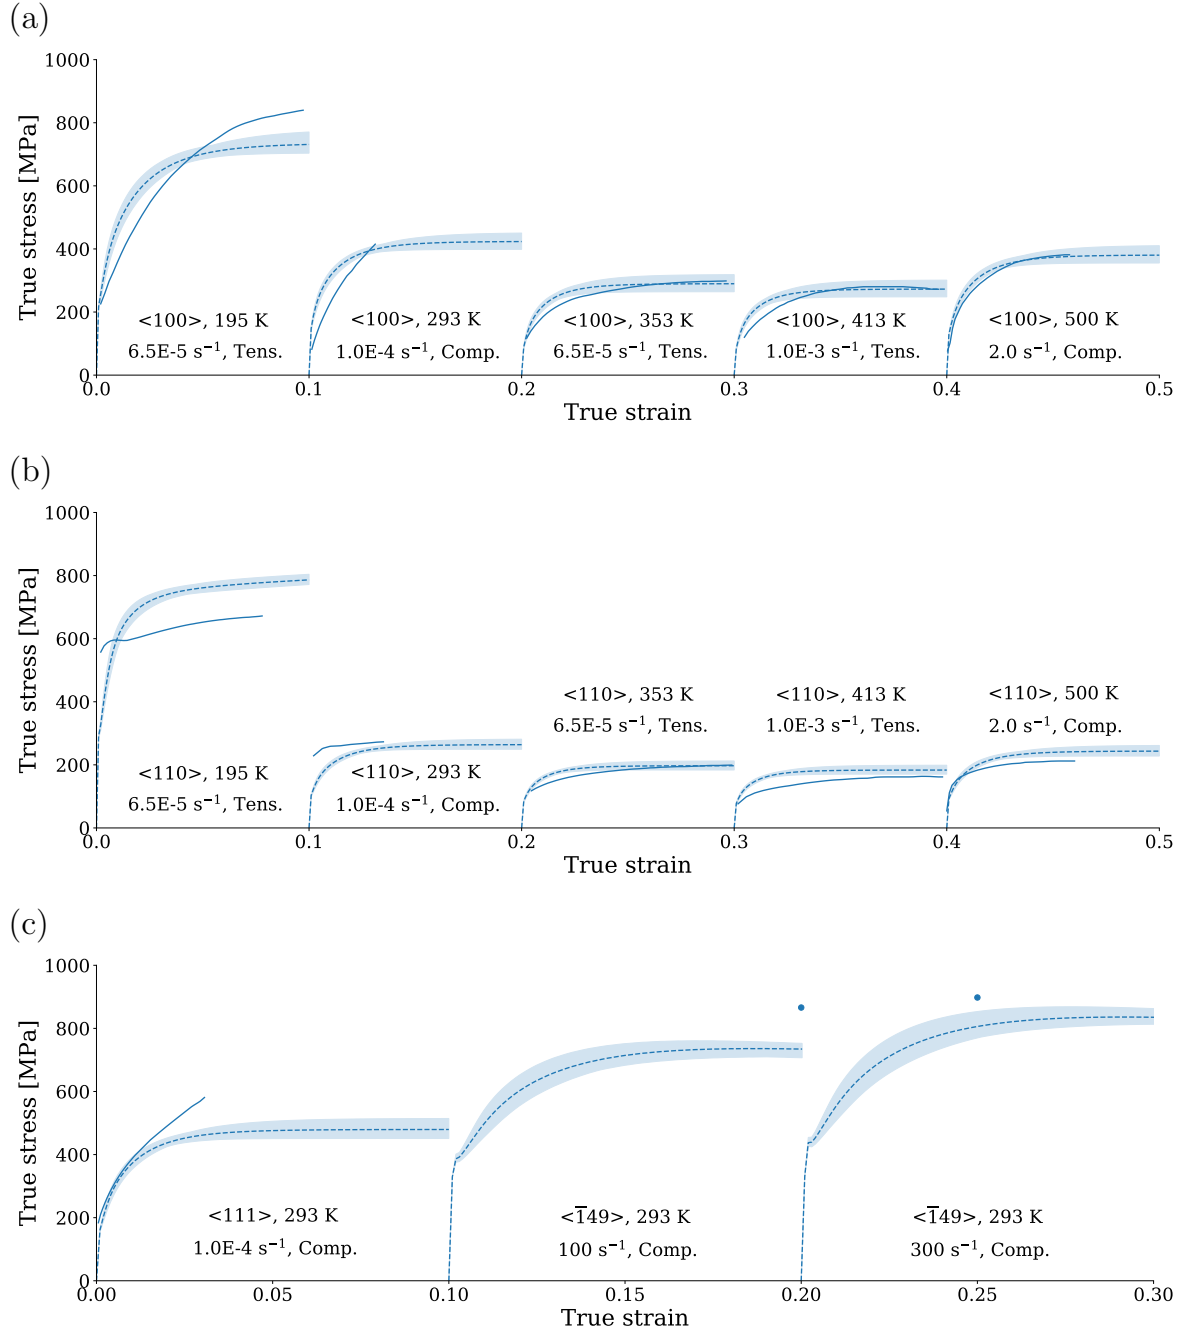 (a)
1000
800
600
400
200
0
True stress [MPa]
<100>, 195 K
6.5E-5 s⁻¹, Tens.
<100>, 293 K
1.0E-4 s⁻¹, Comp.
<100>, 353 K
6.5E-5 s⁻¹, Tens.
<100>, 413 K
1.0E-3 s⁻¹, Tens.
<100>, 500 K
2.0 s⁻¹, Comp.
0.0 0.1 0.2 0.3 0.4 0.5
True strain
(b)
1000
800
600
400
200
0
True stress [MPa]
<110>, 195 K
6.5E-5 s⁻¹, Tens.
<110>, 293 K
1.0E-4 s⁻¹, Comp.
<110>, 353 K
6.5E-5 s⁻¹, Tens.
<110>, 413 K
1.0E-3 s⁻¹, Tens.
<110>, 500 K
2.0 s⁻¹, Comp.
0.0 0.1 0.2 0.3 0.4 0.5
True strain
(c)
1000
800
600
400
200
0
True stress [MPa]
<111>, 293 K
1.0E-4 s⁻¹, Comp.
<1̅49>, 293 K
100 s⁻¹, Comp.
<1̅49>, 293 K
300 s⁻¹, Comp.
0.00 0.05 0.10 0.15 0.20 0.25 0.30
True strain